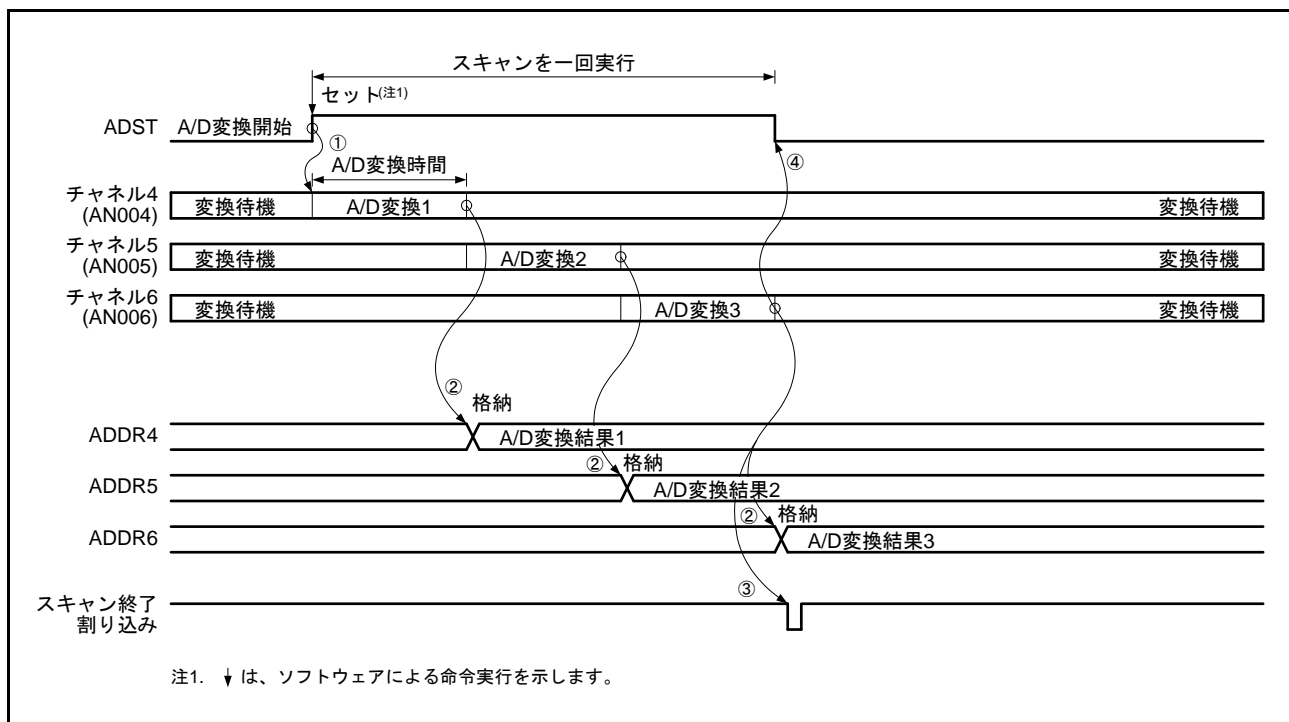 スキャンを一回実行
セット(注1)
ADST A/D変換開始
① ④
A/D変換時間
チャネル4
(AN004) 変換待機 A/D変換1 変換待機
チャネル5
(AN005) 変換待機 A/D変換2 変換待機
チャネル6
(AN006) 変換待機 A/D変換3 変換待機
② 格納
ADDR4 A/D変換結果1
② 格納
ADDR5 A/D変換結果2
② 格納
ADDR6 A/D変換結果3
③
スキャン終了
割り込み
注1. は、ソフトウェアによる命令実行を示します。